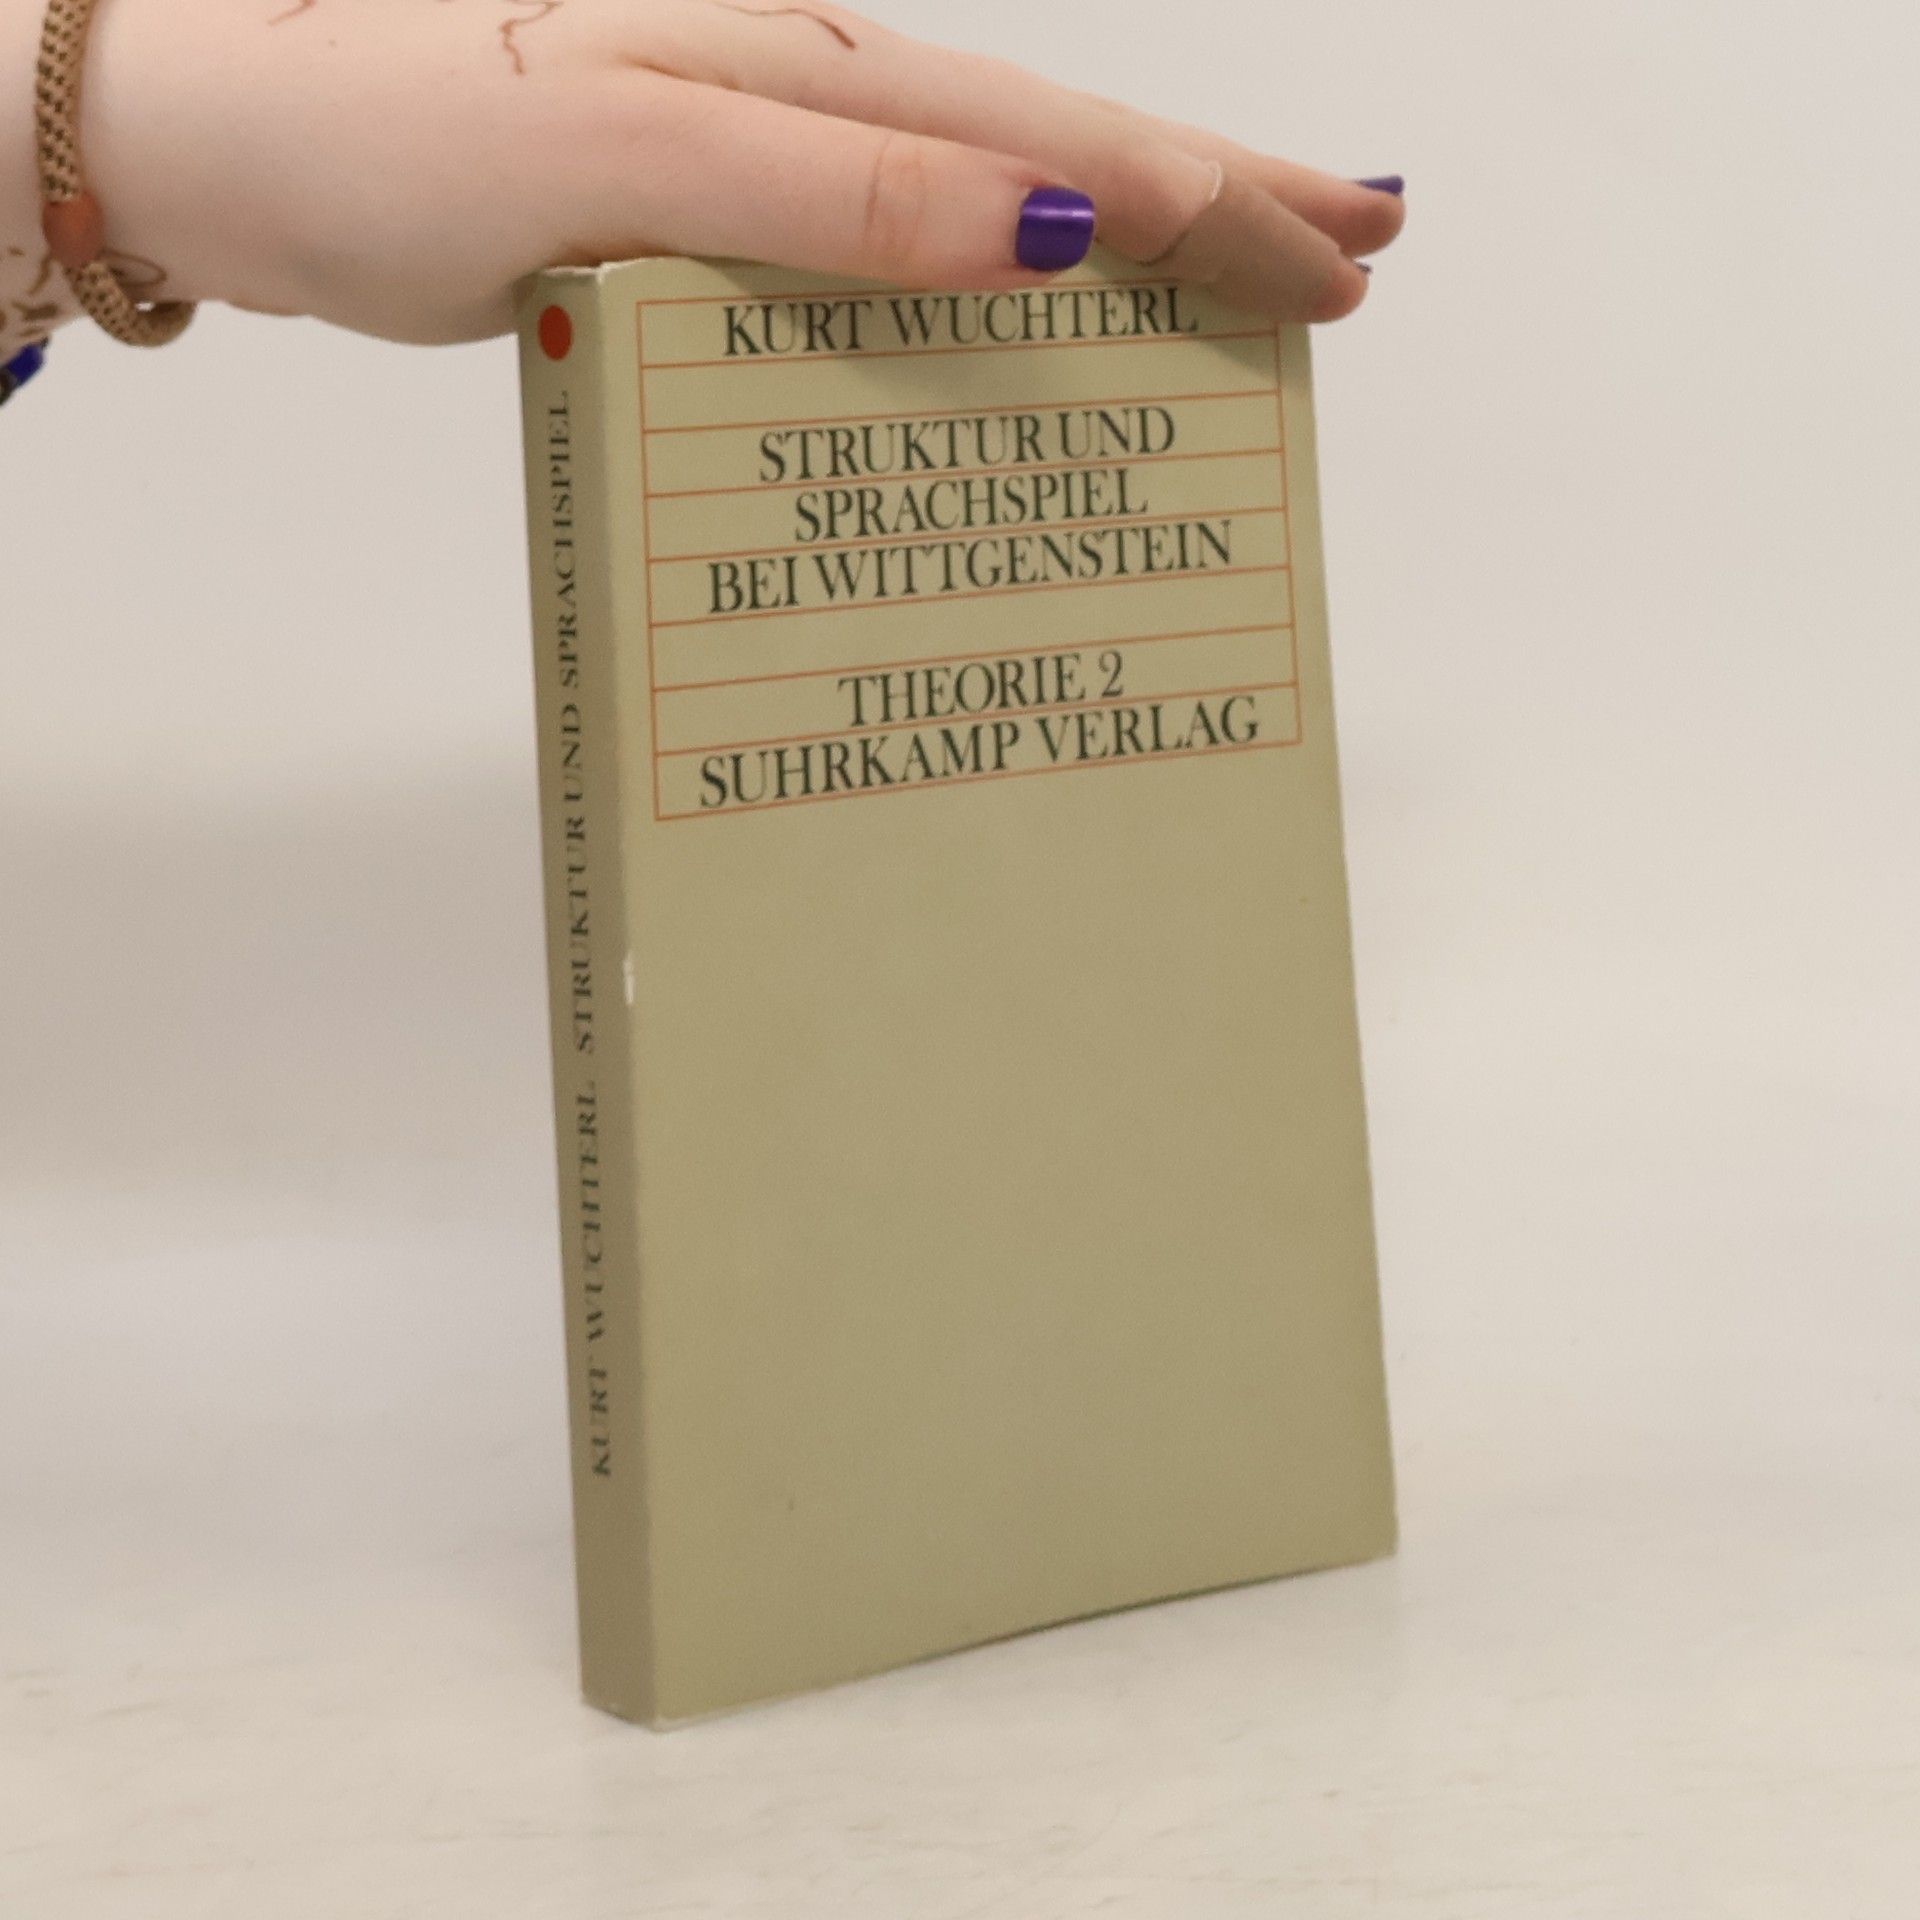 KURT WUCHTERL
STRUKTUR UND
SPRACHSPIEL
BEI WITTGENSTEIN
THEORIE 2
SUHRKAMP VERLAG
KURT WUCHTERL STRUKTUR UND SPRACHSPIEL